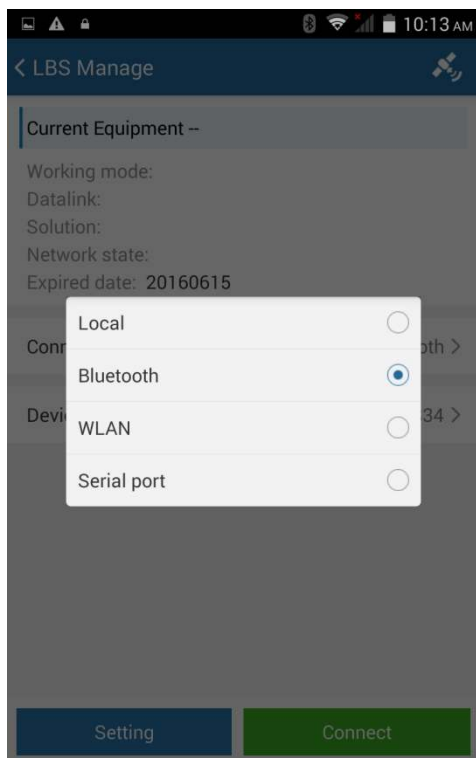 10:13 AM
LBS Manage
Current Equipment --
Working mode:
Datalink:
Solution:
Network state:
Expired date: 20160615
Local
Bluetooth
WLAN
Serial port
Setting
Connect